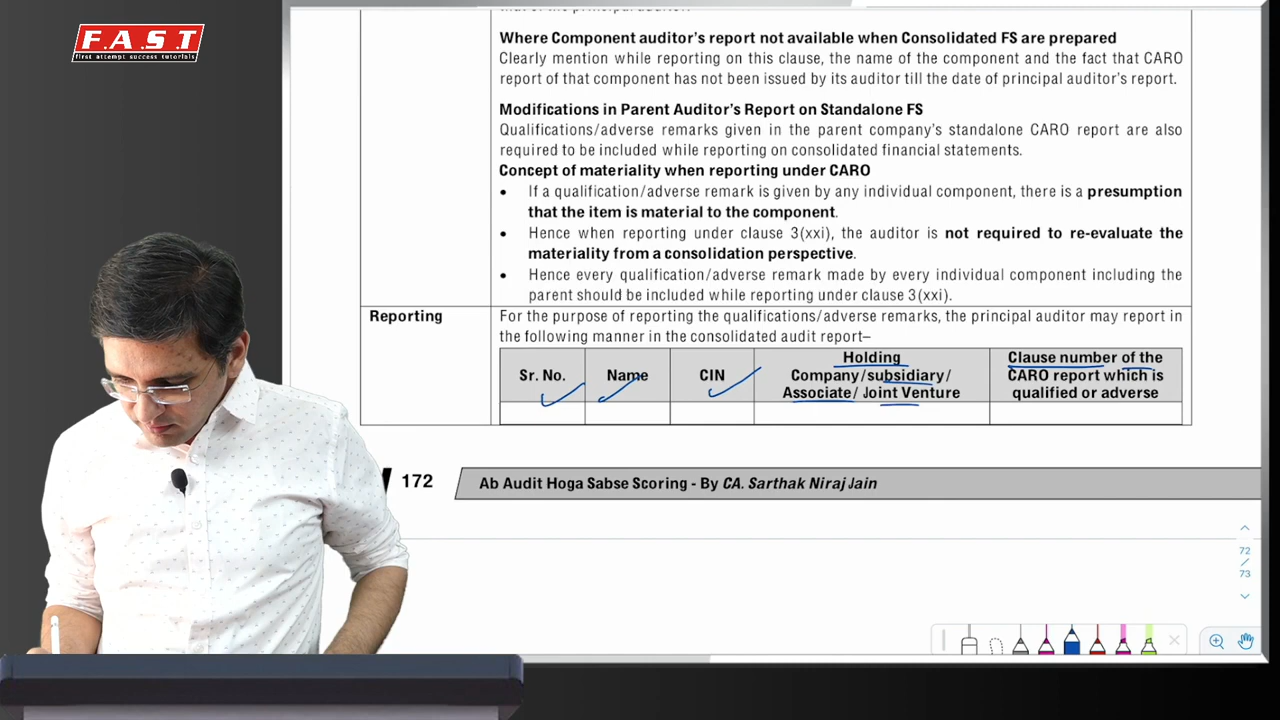 F.A.S.T
first attempt success tutorials
Where Component auditor's report not available when Consolidated FS are prepared
Clearly mention while reporting on this clause, the name of the component and the fact that CARO
report of that component has not been issued by its auditor till the date of principal auditor's report.
Modifications in Parent Auditor's Report on Standalone FS
Qualifications/adverse remarks given in the parent company's standalone CARO report are also
required to be included while reporting on consolidated financial statements.
Concept of materiality when reporting under CARO
• If a qualification/adverse remark is given by any individual component, there is a presumption
that the item is material to the component.
• Hence when reporting under clause 3(xxi), the auditor is not required to re-evaluate the
materiality from a consolidation perspective.
• Hence every qualification/adverse remark made by every individual component including the
parent should be included while reporting under clause 3(xxi).
Reporting
For the purpose of reporting the qualifications/adverse remarks, the principal auditor may report in
the following manner in the consolidated audit report–
Sr. No.
Name
CIN
Holding
Company/subsidiary/
Associate/ Joint Venture
Clause number of the
CARO report which is
qualified or adverse
172
Ab Audit Hoga Sabse Scoring - By CA. Sarthak Niraj Jain
72
/
73